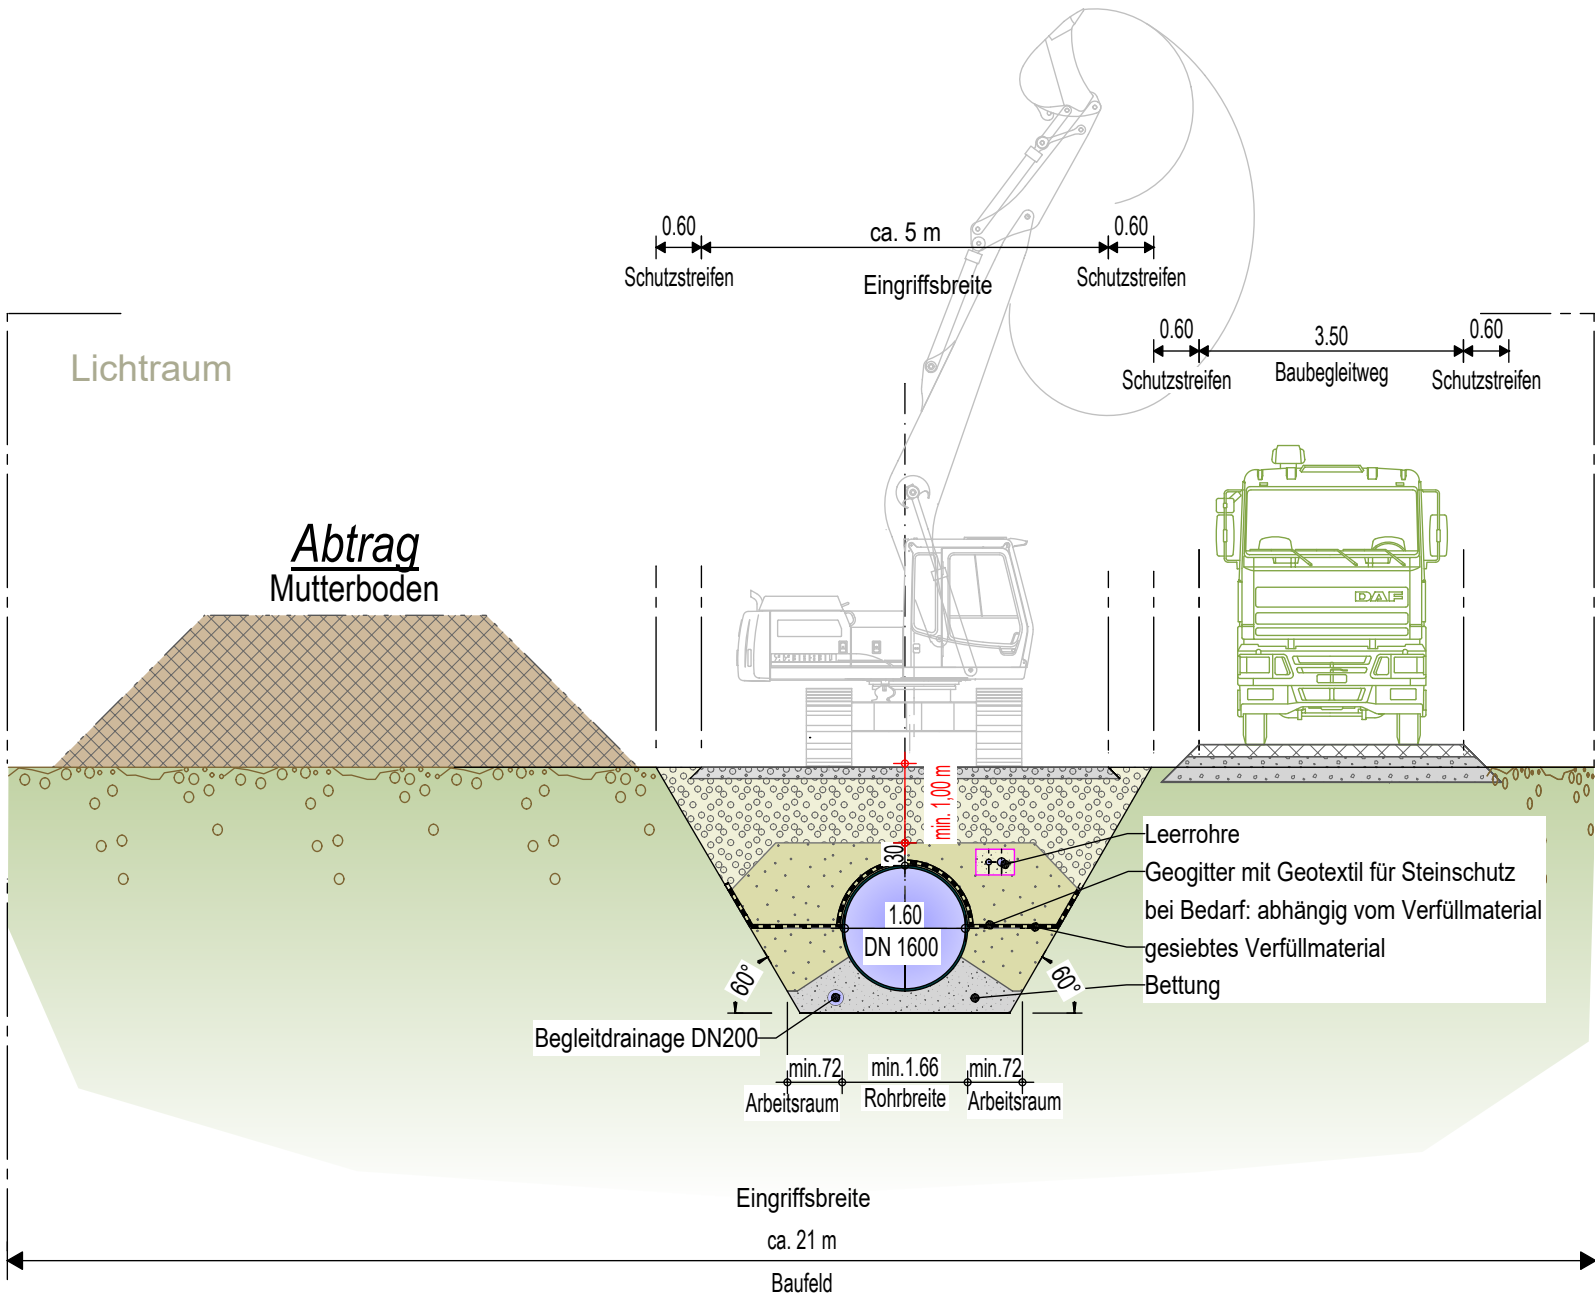 0.60
ca. 5 m
0.60
Schutzstreifen
Eingriffsbreite
Schutzstreifen
0.60
3.50
0.60
Schutzstreifen
Baubegleitweg
Schutzstreifen
Lichtraum
Abtrag
Mutterboden
DAF
min. 1,00 m
30
Leerrohre
Geogitter mit Geotextil für Steinschutz
bei Bedarf: abhängig vom Verfüllmaterial
gesiebtes Verfüllmaterial
Bettung
1.60
DN 1600
60°
60°
Begleitdrainage DN200
min.72
min.1.66
min.72
Arbeitsraum
Rohrbreite
Arbeitsraum
Eingriffsbreite
ca. 21 m
Baufeld